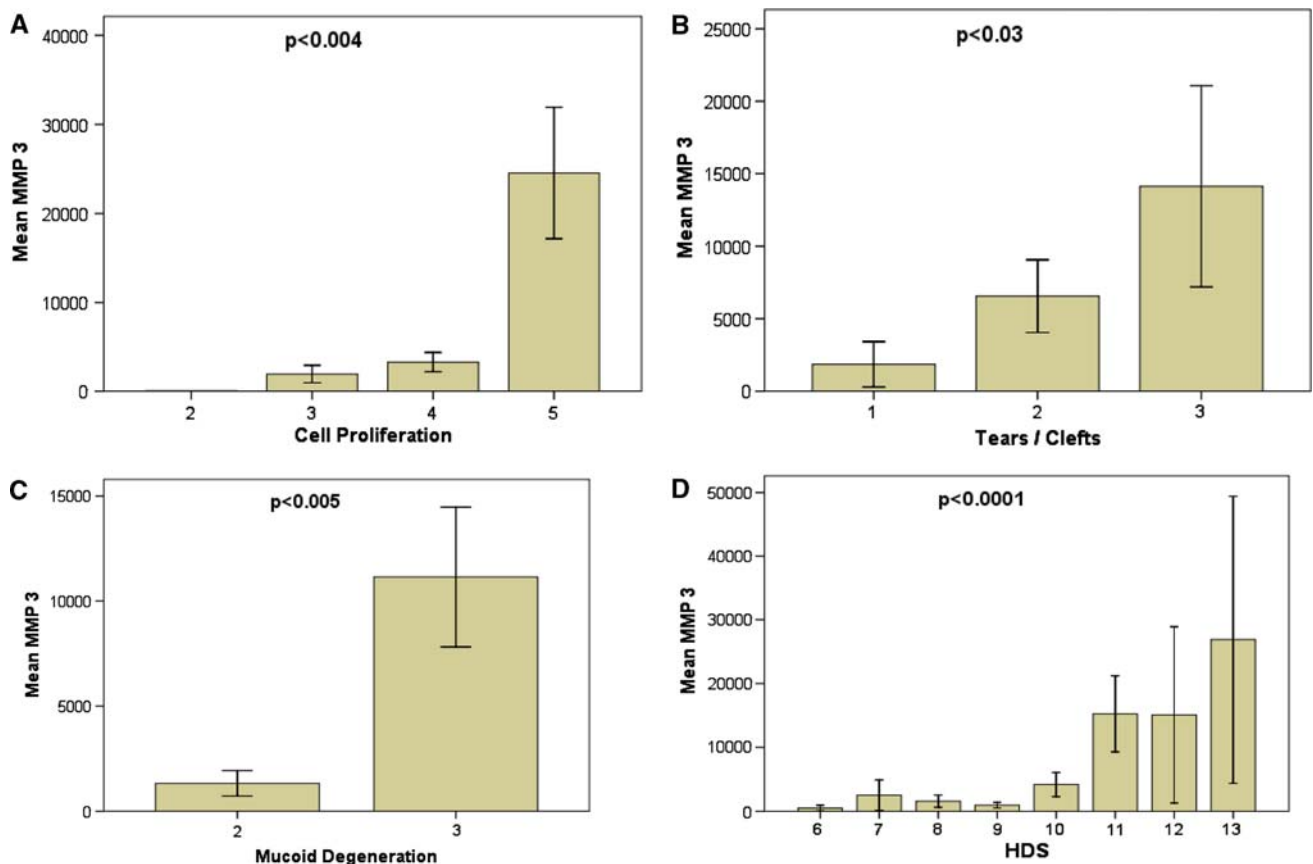 A
p<0.004
Mean MMP 3
40000
30000
20000
10000
0
2 3 4 5
Cell Proliferation
B
p<0.03
Mean MMP 3
25000
20000
15000
10000
5000
0
1 2 3
Tears / Clefts
C
p<0.005
Mean MMP 3
15000
10000
5000
0
2 3
Mucoid Degeneration
D
p<0.0001
Mean MMP 3
50000
40000
30000
20000
10000
0
6 7 8 9 10 11 12 13
HDS